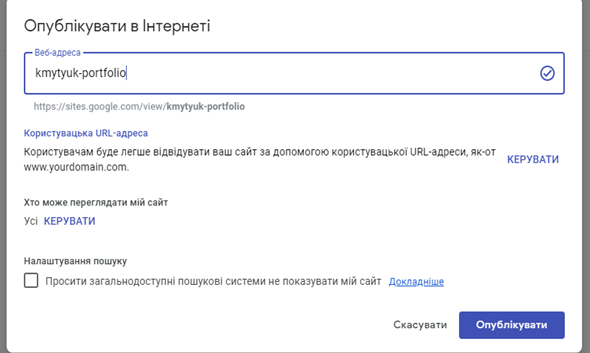 Опублікувати в Інтернеті
Веб-адреса
kmytyuk-portfolio
https://sites.google.com/view/kmytyuk-portfolio
Користувацька URL-адреса
Користувачам буде легше відвідувати ваш сайт за допомогою користувацької URL-адреси, як-от
www.yourdomain.com.
КЕРУВАТИ
Хто може переглядати мій сайт
Усі КЕРУВАТИ
Налаштування пошуку
Просити загальнодоступні пошукові системи не показувати мій сайт Докладніше
Скасувати Опублікувати